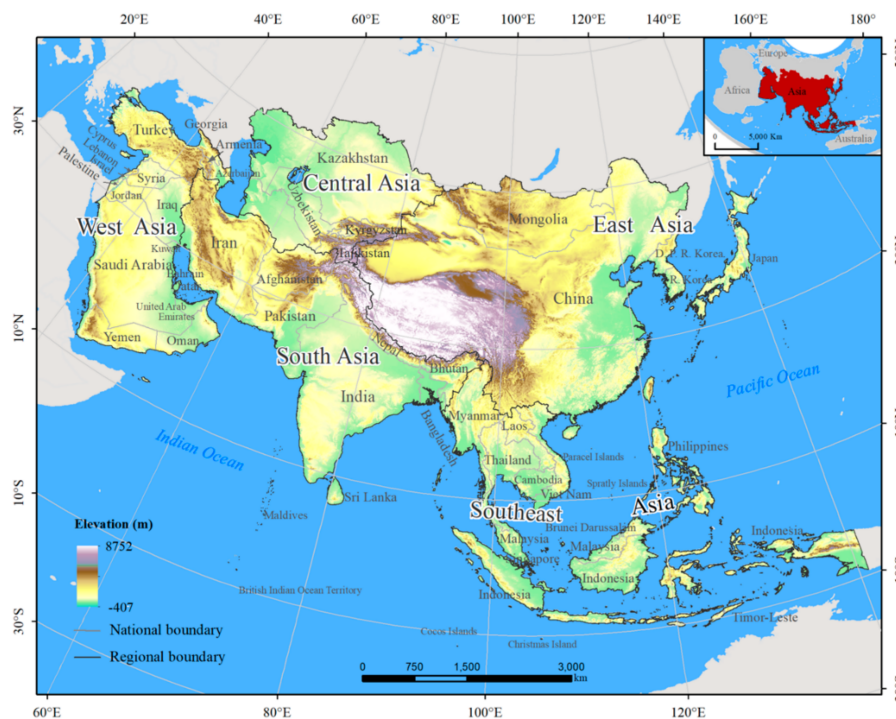 20°E 40°E 60°E 80°E 100°E 120°E 140°E 160°E 180°
Europe
Africa
Asia
Australia
0 5,000 Km
30°N
10°N
10°S
30°S
Turkey
Georgia
Armenia
Azerbaijan
Cyprus
Lebanon
Israel
Palestine
Syria
Jordan
Iraq
West Asia
Kuwait
Iran
Saudi Arabia
Bahrain
Qatar
United Arab
Emirates
Yemen
Oman
Kazakhstan
Central Asia
Uzbekistan
Kyrgyzstan
Tajikistan
Afghanistan
Pakistan
South Asia
Nepal
Bhutan
India
Bangladesh
Sri Lanka
Maldives
Indian Ocean
Mongolia
East Asia
D. P. R. Korea
R. Korea
Japan
China
Pacific Ocean
Myanmar
Laos
Thailand
Cambodia
Viet Nam
Paracel Islands
Spratly Islands
Philippines
Southeast Asia
Brunei Darussalam
Malaysia
Malaysia
Singapore
Indonesia
Indonesia
Indonesia
Timor-Leste
British Indian Ocean Territory
Cocos Islands
Christmas Island
Elevation (m)
8752
-407
National boundary
Regional boundary
0 750 1,500 3,000
km
60°E 80°E 100°E 120°E